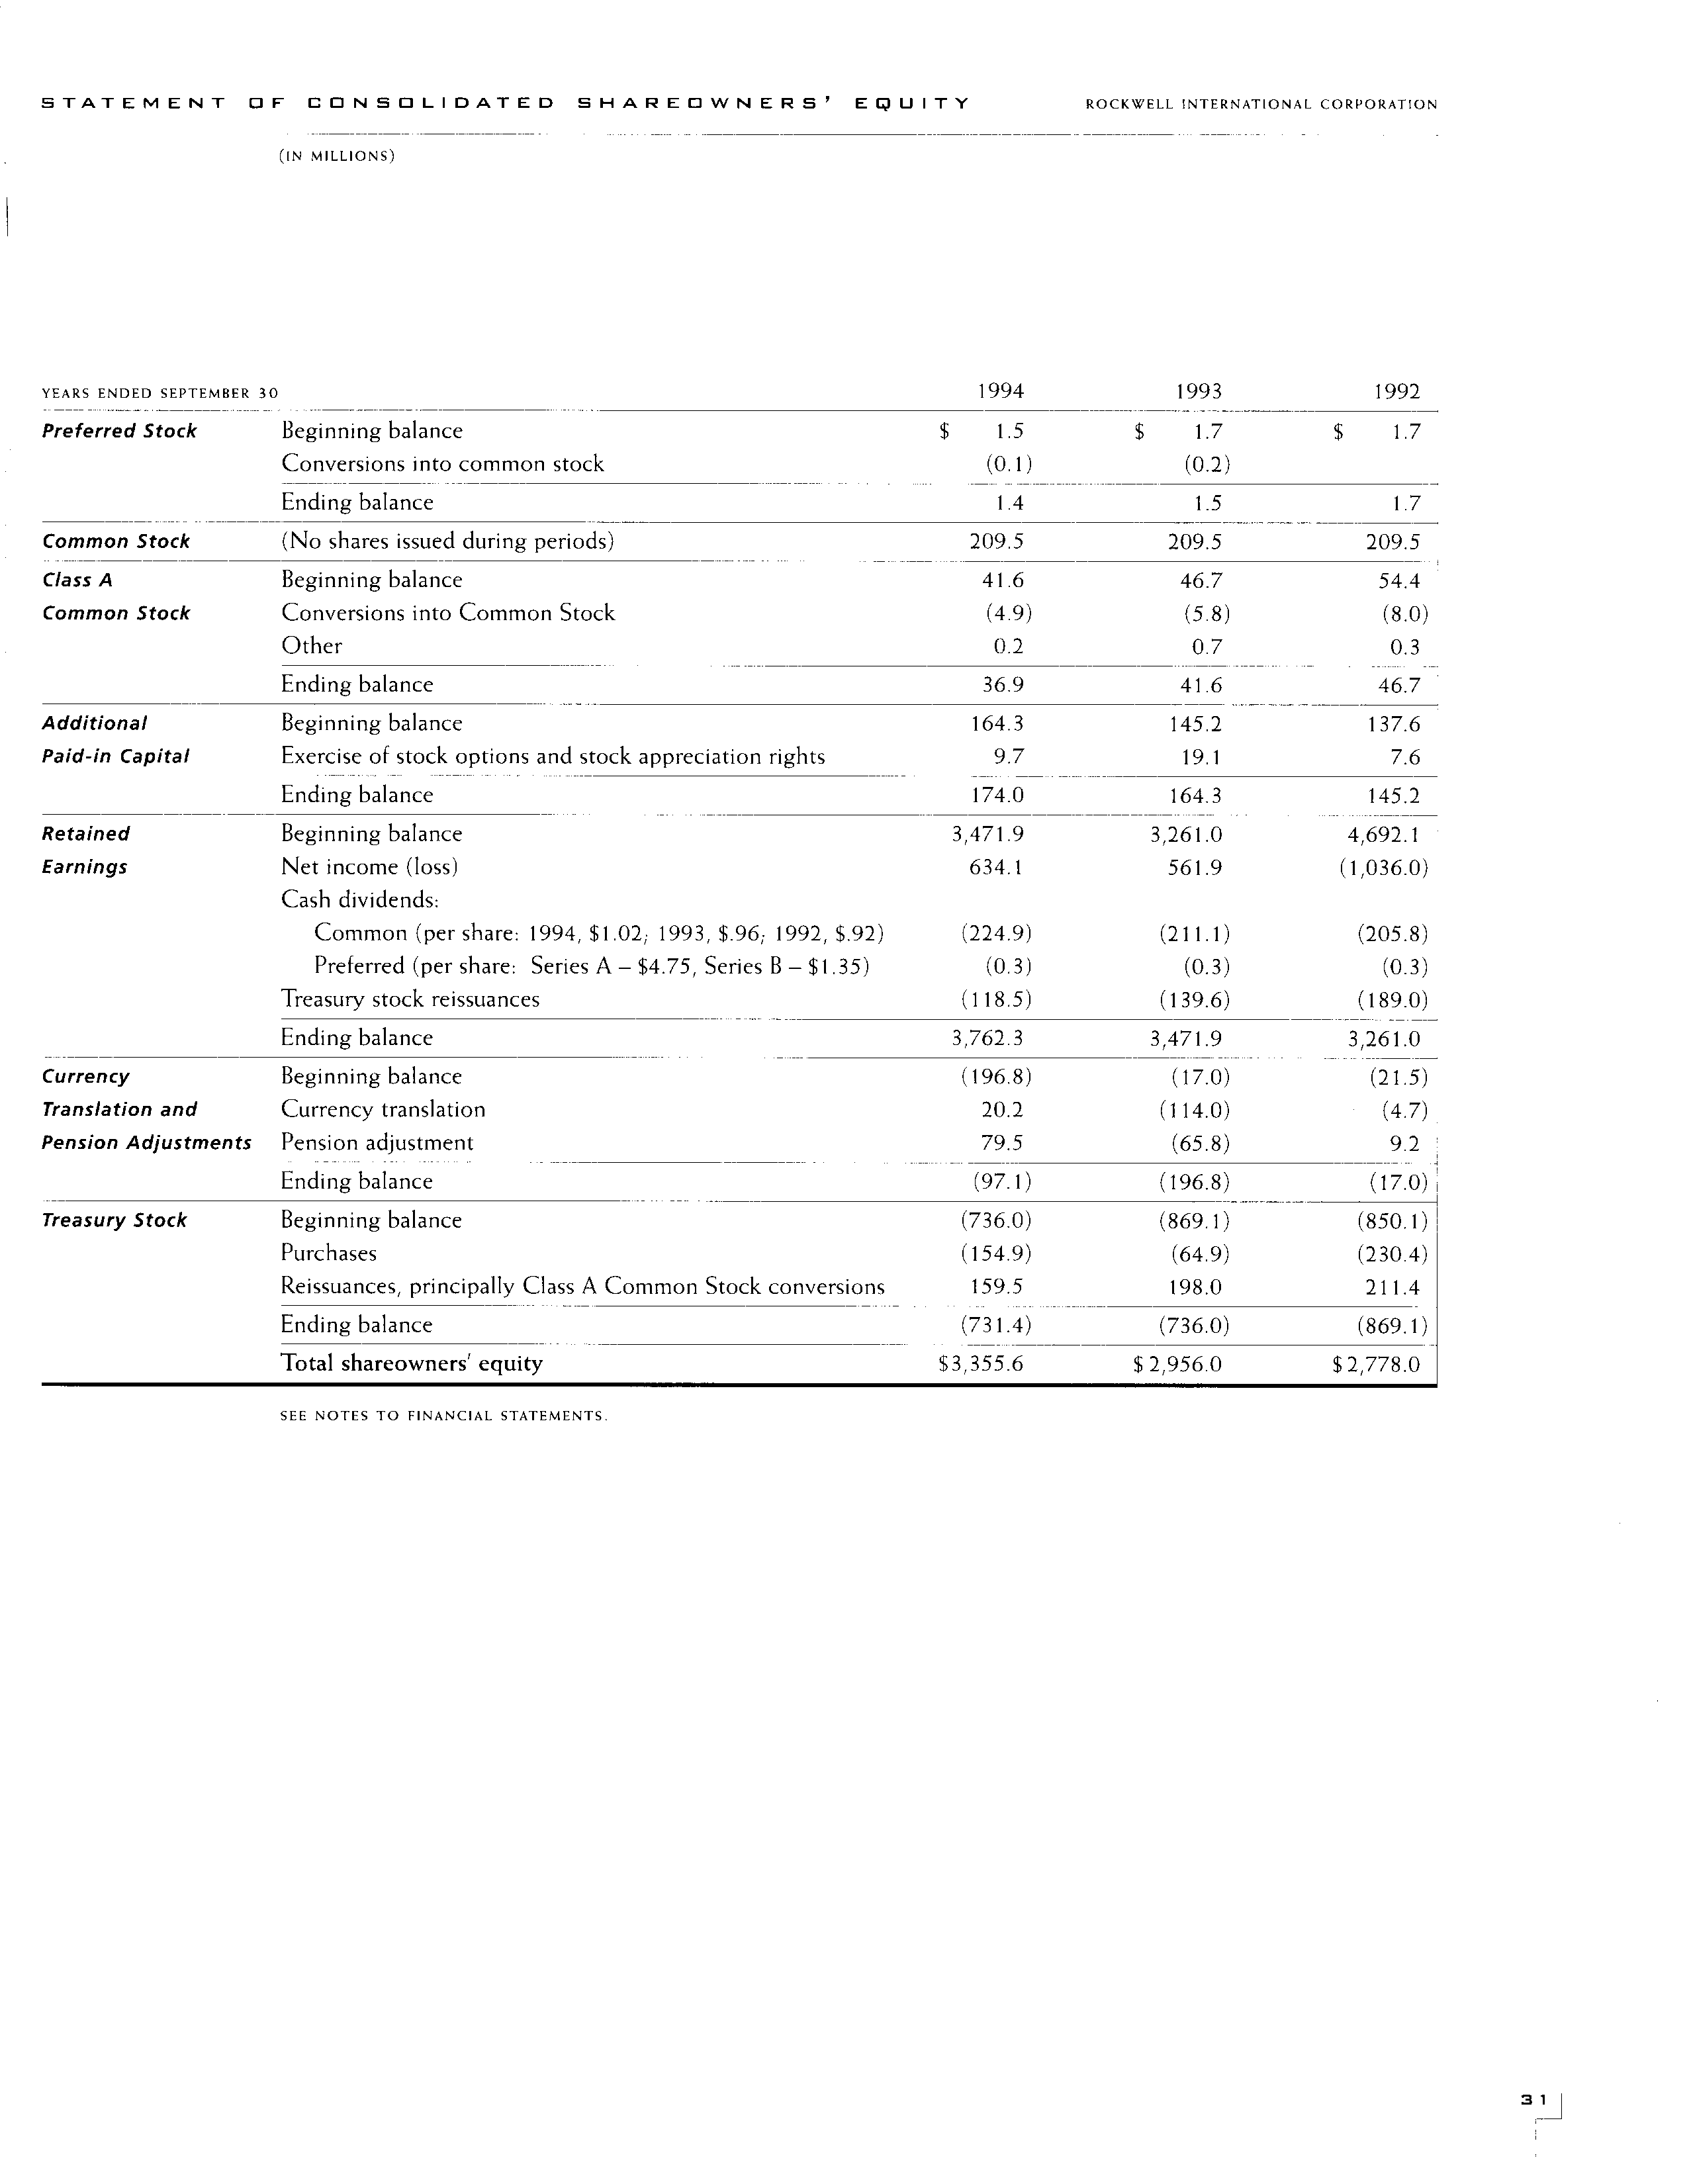 STATEMENT OF CONSOLIDATED SHAREOWNERS' EQUITY ROCKWELL INTERNATIONAL CORPORATION
(IN MILLIONS)
YEARS ENDED SEPTEMBER 30 1994 1993 1992
Preferred Stock Beginning balance $ 1.5 $ 1.7 $ 1.7
Conversions into common stock (0.1) (0.2)
Ending balance 1.4 1.5 1.7
Common Stock (No shares issued during periods) 209.5 209.5 209.5
Class A Beginning balance 41.6 46.7 54.4
Common Stock Conversions into Common Stock (4.9) (5.8) (8.0)
Other 0.2 0.7 0.3
Ending balance 36.9 41.6 46.7
Additional Beginning balance 164.3 145.2 137.6
Paid-in Capital Exercise of stock options and stock appreciation rights 9.7 19.1 7.6
Ending balance 174.0 164.3 145.2
Retained Beginning balance 3,471.9 3,261.0 4,692.1
Earnings Net income (loss) 634.1 561.9 (1,036.0)
Cash dividends:
Common (per share: 1994, $1.02; 1993, $.96; 1992, $.92) (224.9) (211.1) (205.8)
Preferred (per share: Series A – $4.75, Series B – $1.35) (0.3) (0.3) (0.3)
Treasury stock reissuances (118.5) (139.6) (189.0)
Ending balance 3,762.3 3,471.9 3,261.0
Currency Beginning balance (196.8) (17.0) (21.5)
Translation and Currency translation 20.2 (114.0) (4.7)
Pension Adjustments Pension adjustment 79.5 (65.8) 9.2
Ending balance (97.1) (196.8) (17.0)
Treasury Stock Beginning balance (736.0) (869.1) (850.1)
Purchases (154.9) (64.9) (230.4)
Reissuances, principally Class A Common Stock conversions 159.5 198.0 211.4
Ending balance (731.4) (736.0) (869.1)
Total shareowners' equity $3,355.6 $2,956.0 $2,778.0
SEE NOTES TO FINANCIAL STATEMENTS.
31